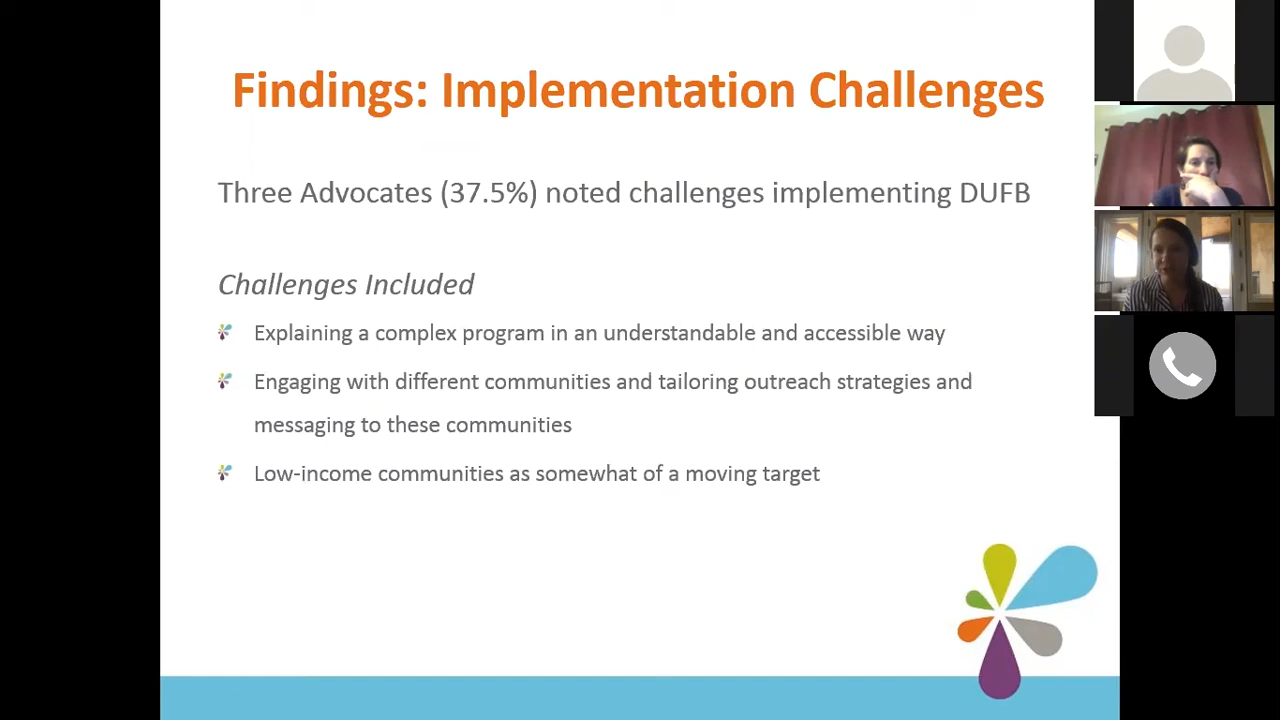 Findings: Implementation Challenges
Three Advocates (37.5%) noted challenges implementing DUFB
Challenges Included
Explaining a complex program in an understandable and accessible way
Engaging with different communities and tailoring outreach strategies and
messaging to these communities
Low-income communities as somewhat of a moving target